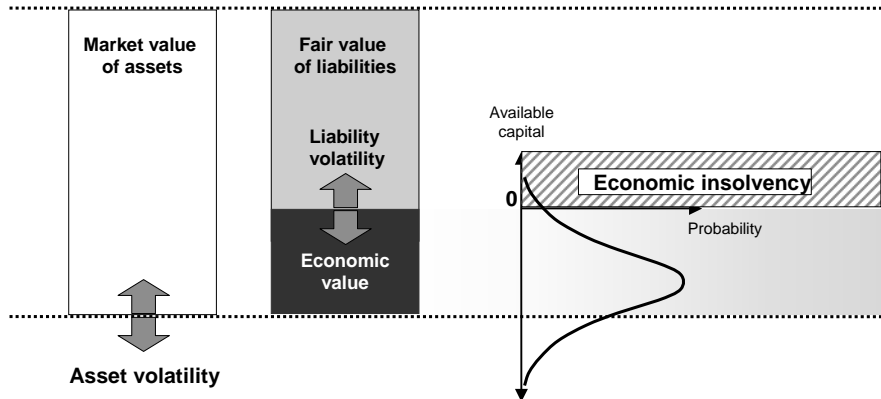 Market value
of assets
Fair value
of liabilities
Liability
volatility
Economic
value
Asset volatility
Available
capital
Economic insolvency
0
Probability